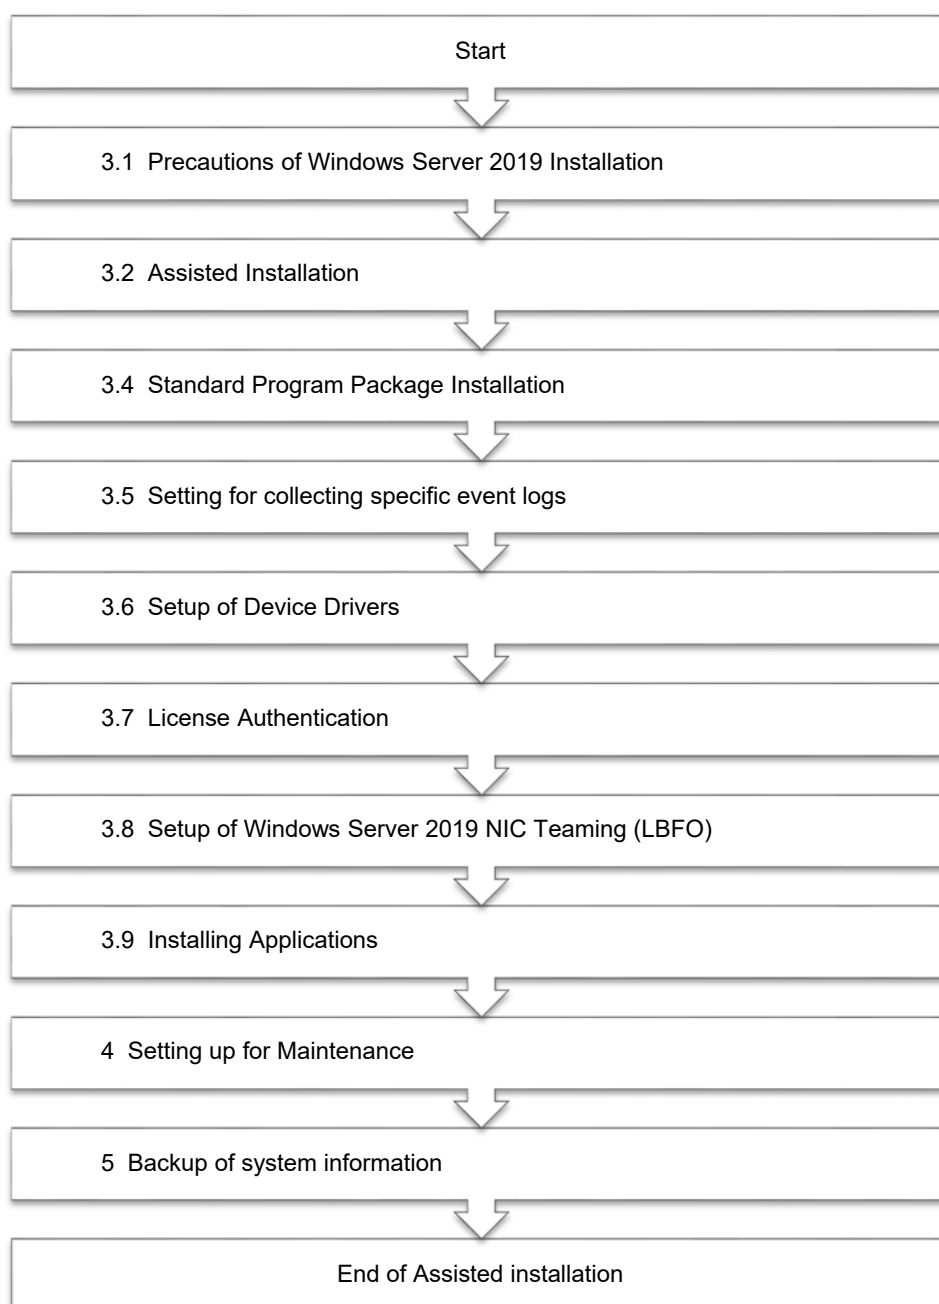 Start
3.1 Precautions of Windows Server 2019 Installation
3.2 Assisted Installation
3.4 Standard Program Package Installation
3.5 Setting for collecting specific event logs
3.6 Setup of Device Drivers
3.7 License Authentication
3.8 Setup of Windows Server 2019 NIC Teaming (LBFO)
3.9 Installing Applications
4 Setting up for Maintenance
5 Backup of system information
End of Assisted installation